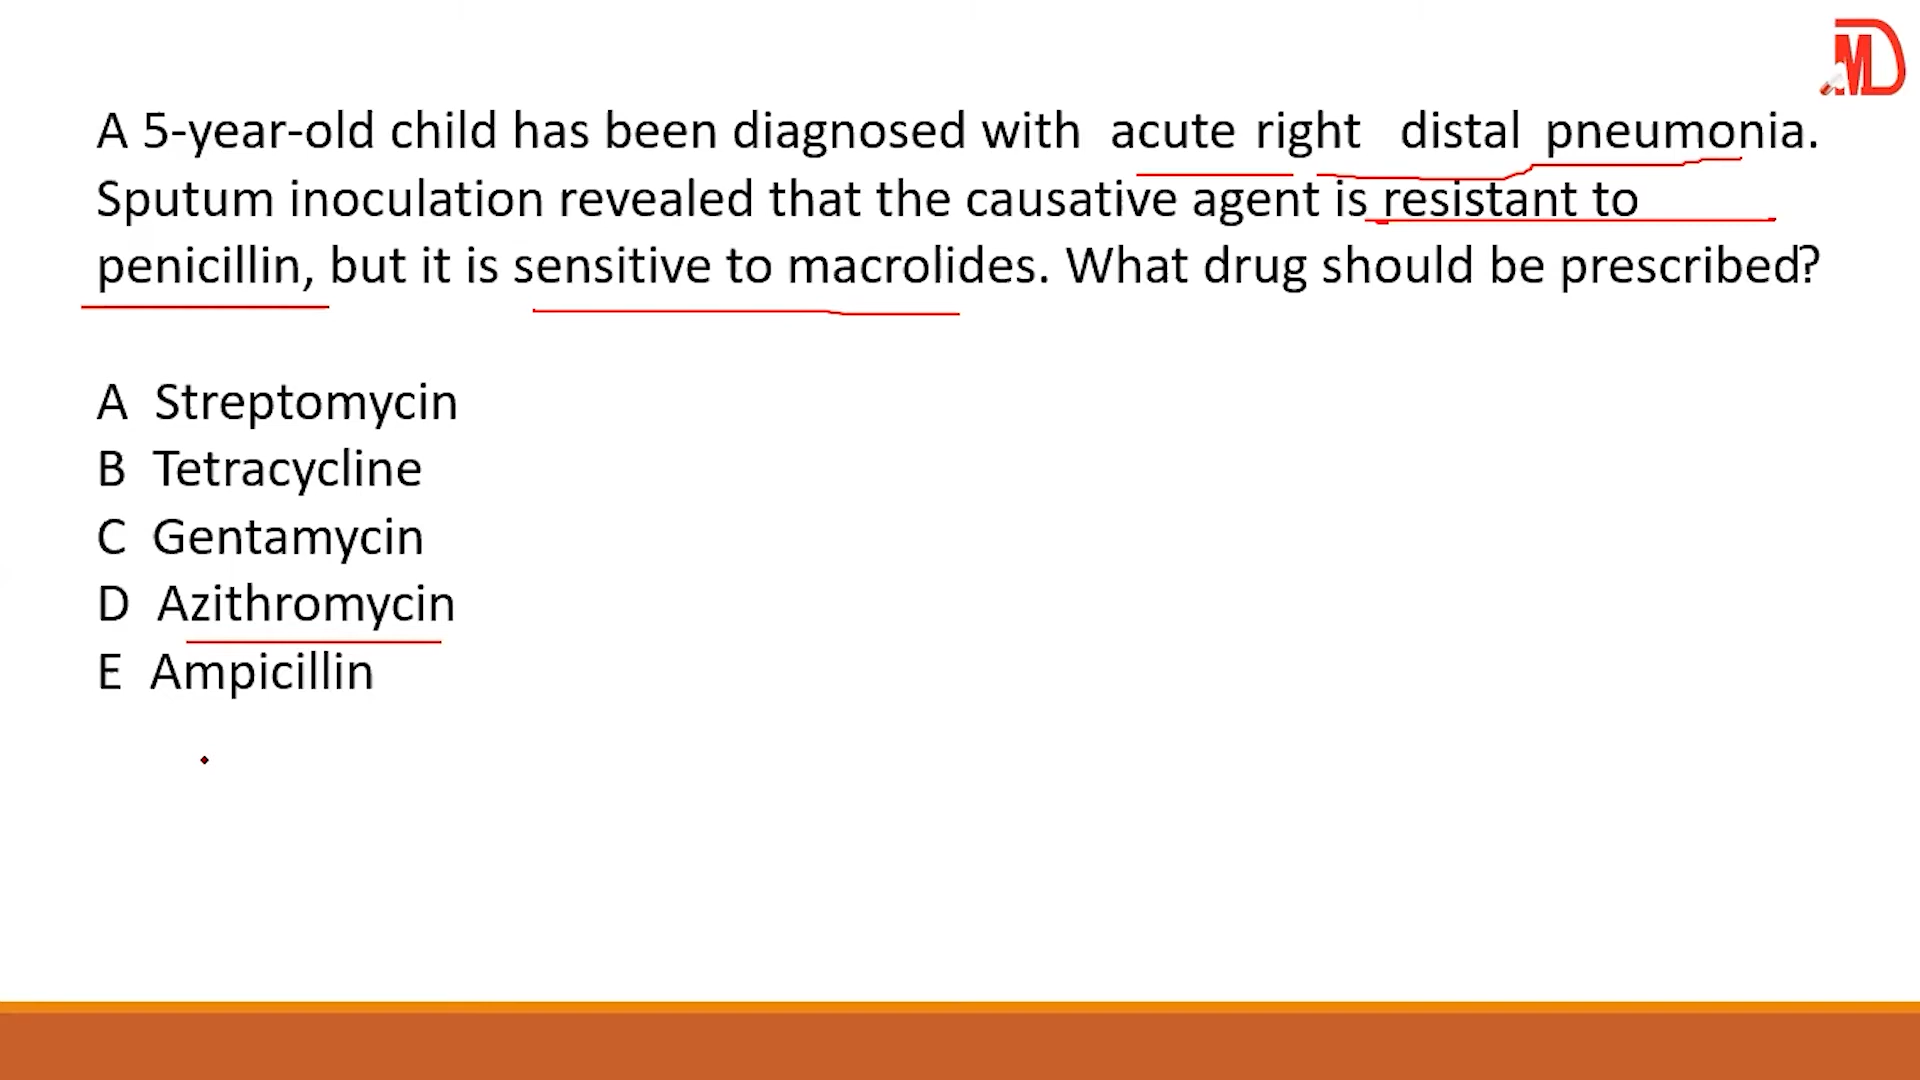 MD
A 5-year-old child has been diagnosed with acute right distal pneumonia.
Sputum inoculation revealed that the causative agent is resistant to
penicillin, but it is sensitive to macrolides. What drug should be prescribed?
A Streptomycin
B Tetracycline
C Gentamycin
D Azithromycin
E Ampicillin